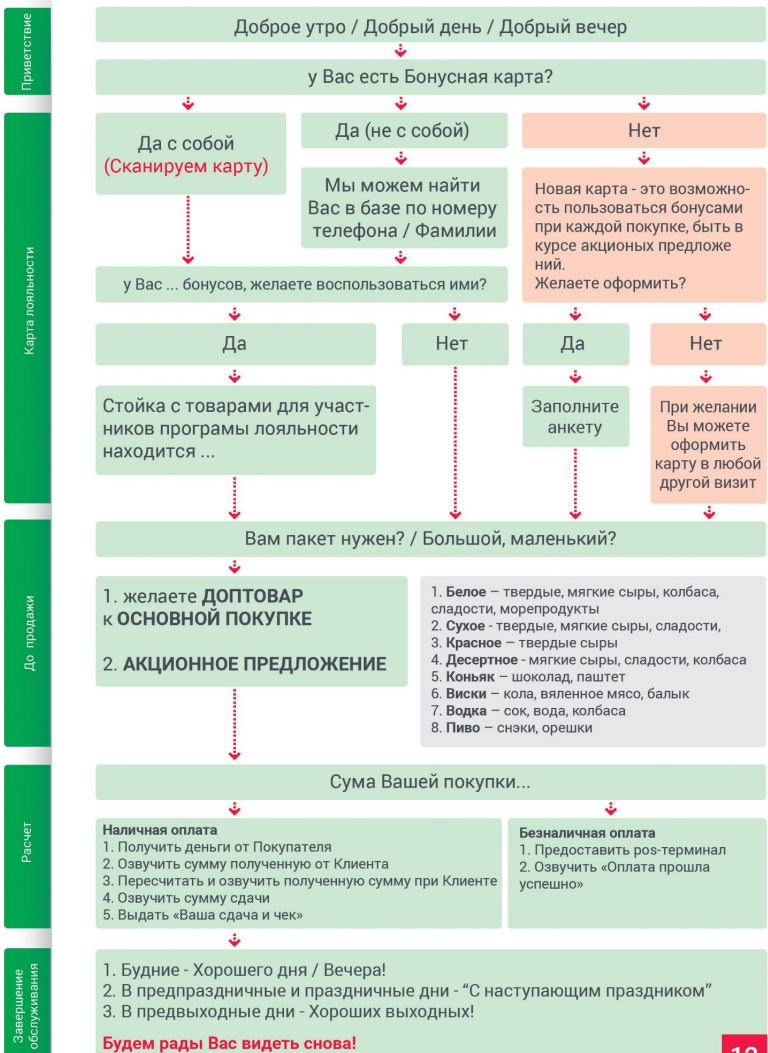 Приветствие
Доброе утро / Добрый день / Добрый вечер
у Вас есть Бонусная карта?
Карта лояльности
Да с собой
(Сканируем карту)
Да (не с собой)
Мы можем найти
Вас в базе по номеру
телефона / Фамилии
Нет
Новая карта - это возможно-
сть пользоваться бонусами
при каждой покупке, быть в
курсе акционых предложе
ний.
Желаете оформить?
у Вас ... бонусов, желаете воспользоваться ими?
Да
Нет
Да
Нет
Стойка с товарами для участ-
ников програмы лояльности
находится ...
Заполните
анкету
При желании
Вы можете
оформить
карту в любой
другой визит
До продажи
Вам пакет нужен? / Большой, маленький?
1. желаете ДОПТОВАР
к ОСНОВНОЙ ПОКУПКЕ
2. АКЦИОННОЕ ПРЕДЛОЖЕНИЕ
1. Белое – твердые, мягкие сыры, колбаса,
сладости, морепродукты
2. Сухое - твердые, мягкие сыры, сладости,
3. Красное – твердые сыры
4. Десертное - мягкие сыры, сладости, колбаса
5. Коньяк – шоколад, паштет
6. Виски – кола, вяленное мясо, балык
7. Водка – сок, вода, колбаса
8. Пиво – снэки, орешки
Расчет
Сума Вашей покупки...
Наличная оплата
1. Получить деньги от Покупателя
2. Озвучить сумму полученную от Клиента
3. Пересчитать и озвучить полученную сумму при Клиенте
4. Озвучить сумму сдачи
5. Выдать «Ваша сдача и чек»
Безналичная оплата
1. Предоставить pos-терминал
2. Озвучить «Оплата прошла
успешно»
Завершение
обслуживания
1. Будние - Хорошего дня / Вечера!
2. В предпраздничные и праздничные дни - “С наступающим праздником”
3. В предвыходные дни - Хороших выходных!
Будем рады Вас видеть снова!